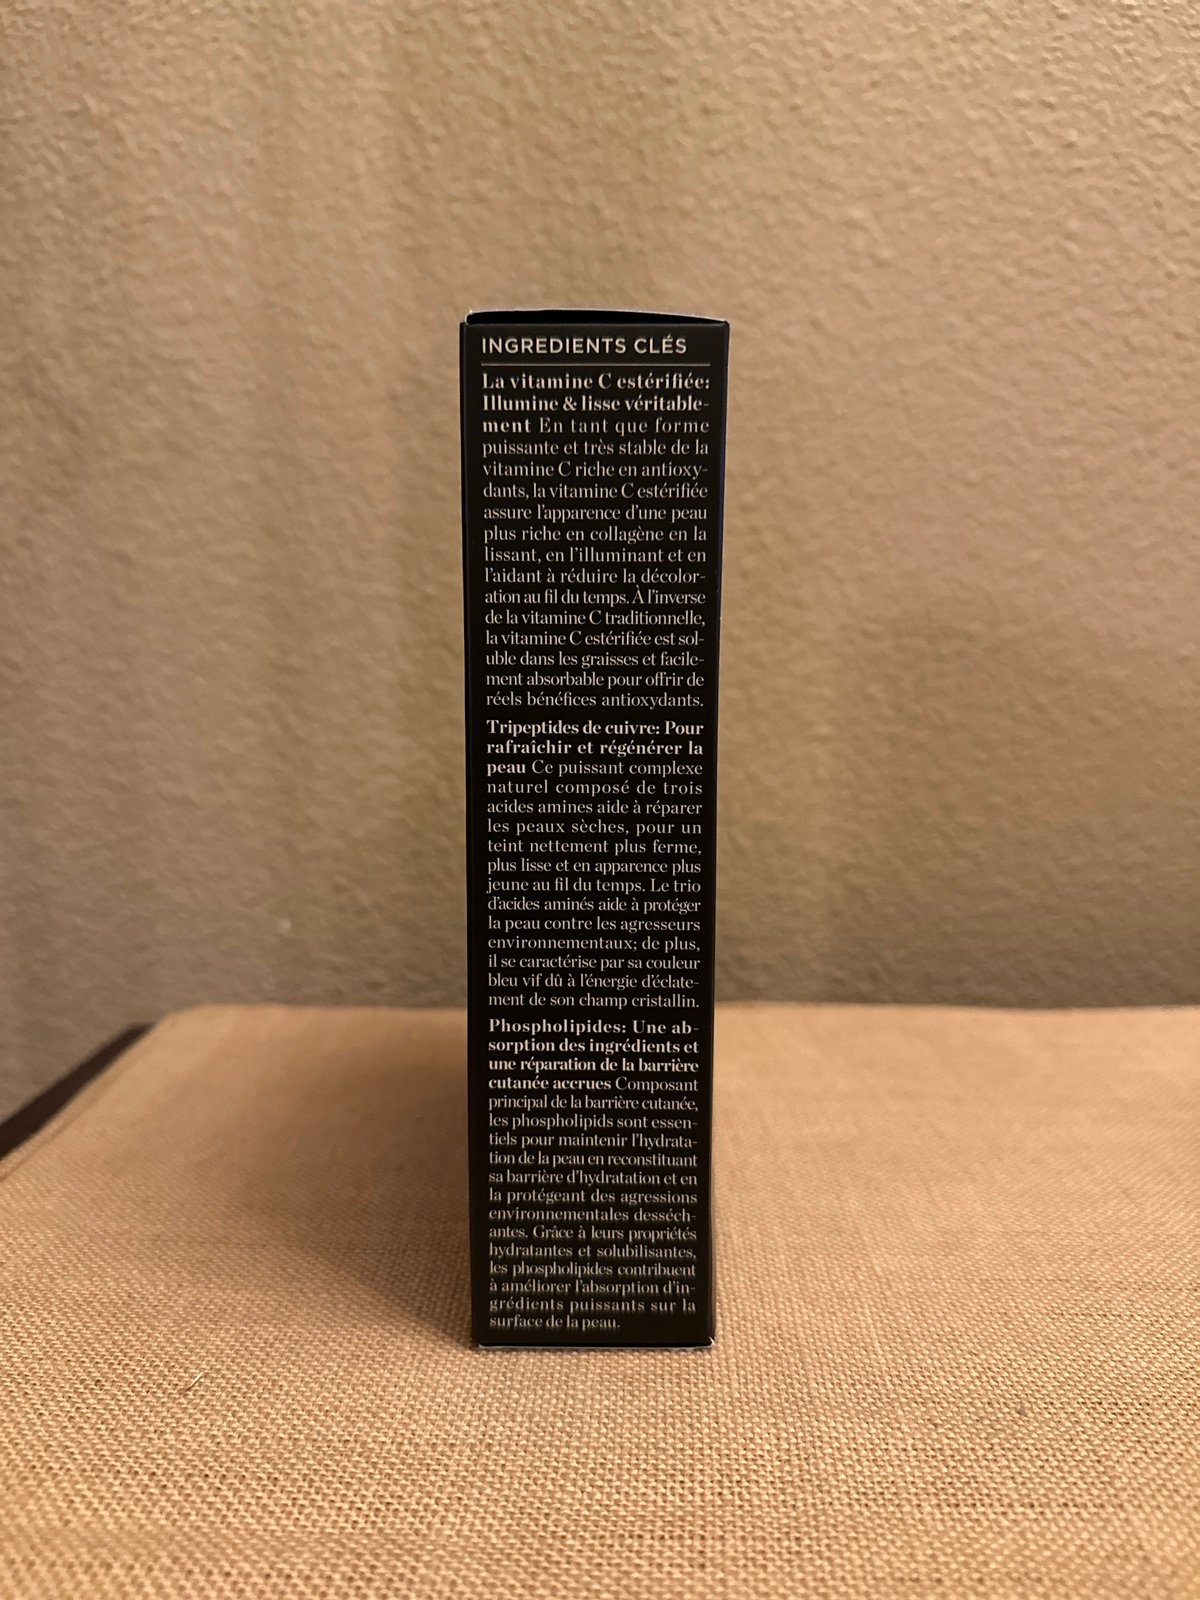 INGREDIENTS CLÉS
La vitamine C estérifiée:
Illumine & lisse véritable-
ment En tant que forme
puissante et très stable de la
vitamine C riche en antioxy-
dants, la vitamine C estérifiée
assure l'apparence d'une peau
plus riche en collagène en la
lissant, en l'illuminant et en
l'aidant à réduire la décolor-
ation au fil du temps. À l'inverse
de la vitamine C traditionnelle,
la vitamine C estérifiée est sol-
uble dans les graisses et facile-
ment absorbable pour offrir de
réels bénéfices antioxydants.
Tripeptides de cuivre: Pour
rafraîchir et régénérer la
peau Ce puissant complexe
naturel composé de trois
acides amines aide à réparer
les peaux sèches, pour un
teint nettement plus ferme,
plus lisse et en apparence plus
jeune au fil du temps. Le trio
d'acides aminés aide à protéger
la peau contre les agresseurs
environnementaux; de plus,
il se caractérise par sa couleur
bleu vif dû à l'énergie d'éclate-
ment de son champ cristallin.
Phospholipides: Une ab-
sorption des ingrédients et
une réparation de la barrière
cutanée accrues Composant
principal de la barrière cutanée,
les phospholipids sont essen-
tiels pour maintenir l'hydrata-
tion de la peau en reconstituant
sa barrière d'hydratation et en
la protégeant des agressions
environnementales desséch-
antes. Grâce à leurs propriétés
hydratantes et solubilisantes,
les phospholipides contribuent
à améliorer l'absorption d'in-
grédients puissants sur la
surface de la peau.